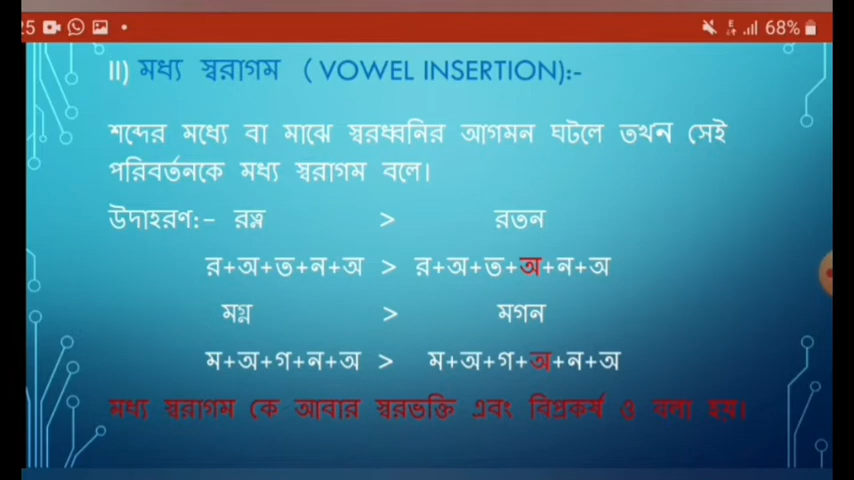 25 68%
II) মধ্য স্বরাগম ( VOWEL INSERTION):-
শব্দের মধ্যে বা মাঝে স্বরধ্বনির আগমন ঘটলে তখন সেই
পরিবর্তনকে মধ্য স্বরাগম বলে।
উদাহরণ:- রত্ন > রতন
র+অ+ত+ন+অ > র+অ+ত+অ+ন+অ
মগ্ন > মগন
ম+অ+গ+ন+অ > ম+অ+গ+অ+ন+অ
মধ্য স্বরাগম কে আবার স্বরভক্তি এবং বিপ্রকর্ষ ও বলা হয়।